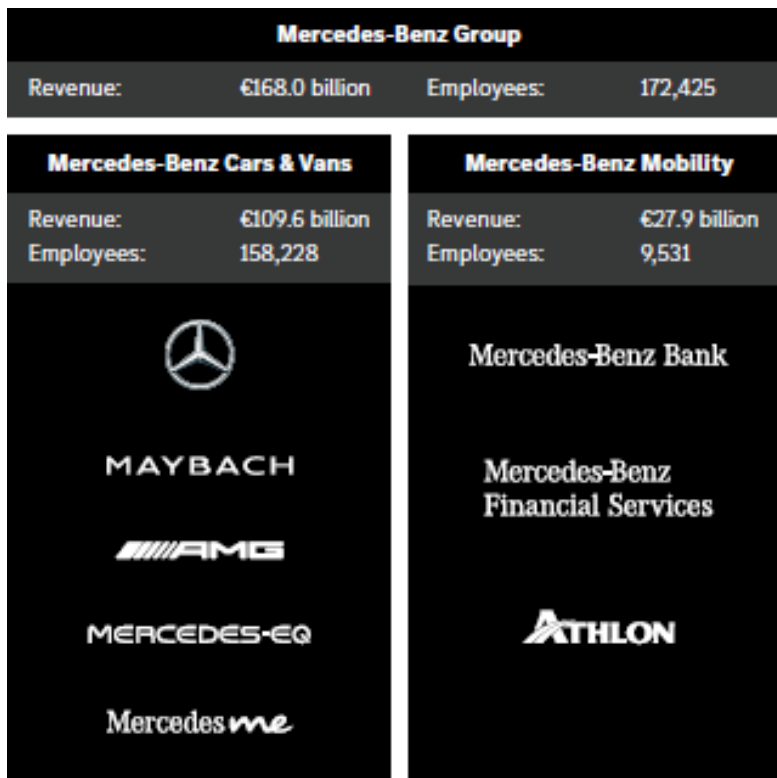 Mercedes-Benz Group
Revenue: €168.0 billion Employees: 172,425
Mercedes-Benz Cars & Vans
Revenue: €109.6 billion
Employees: 158,228
MAYBACH
AMG
MERCEDES-EQ
Mercedes me
Mercedes-Benz Mobility
Revenue: €27.9 billion
Employees: 9,531
Mercedes-Benz Bank
Mercedes-Benz
Financial Services
ATHLON